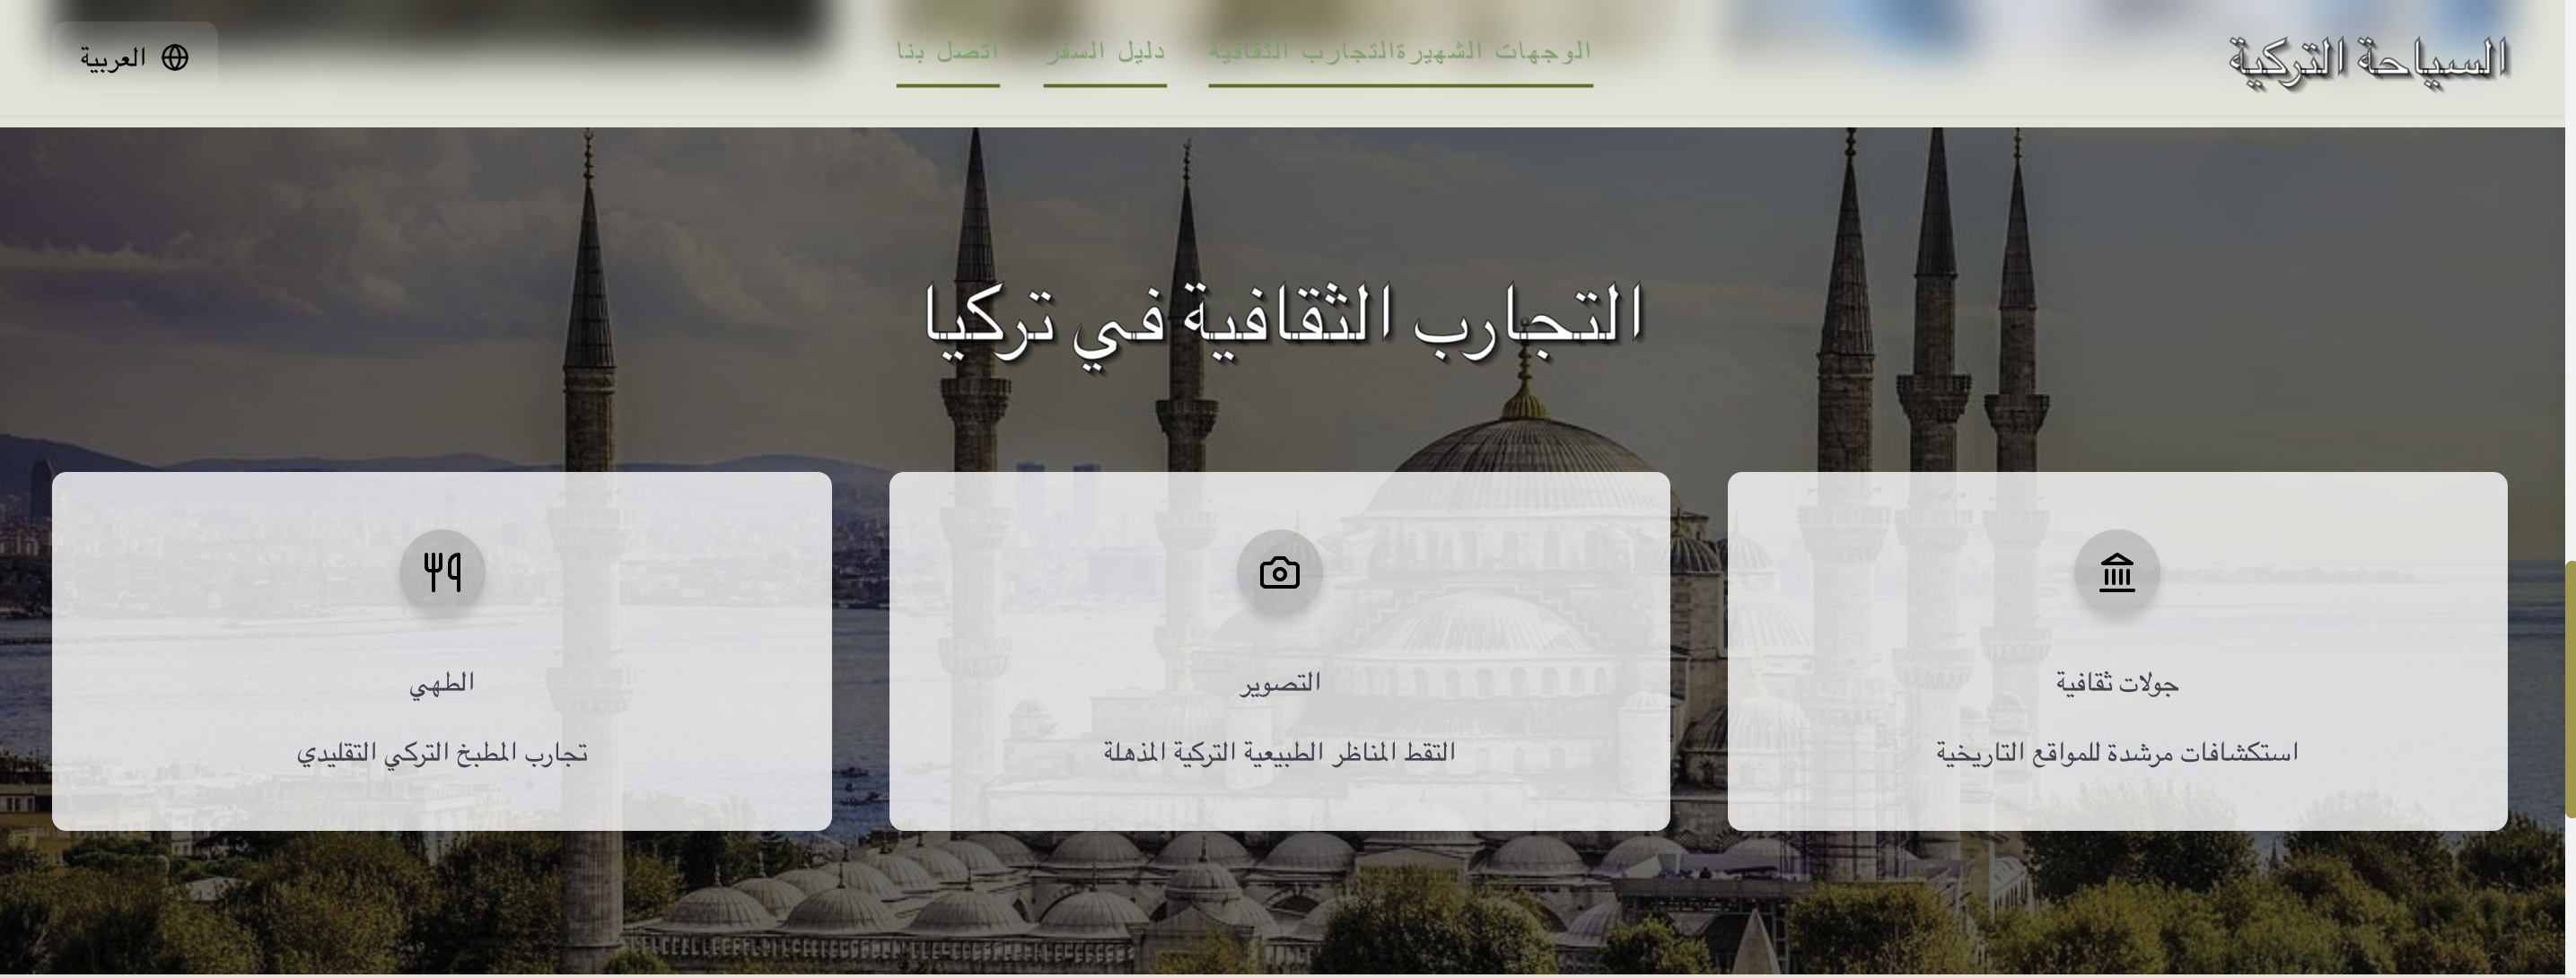 السياحة التركية
الوجهات الشهيرةالتجارب الثقافية
دليل السفر
اتصل بنا
العربية
التجارب الثقافية في تركيا
جولات ثقافية
استكشافات مرشدة للمواقع التاريخية
التصوير
التقط المناظر الطبيعية التركية المذهلة
الطهي
تجارب المطبخ التركي التقليدي